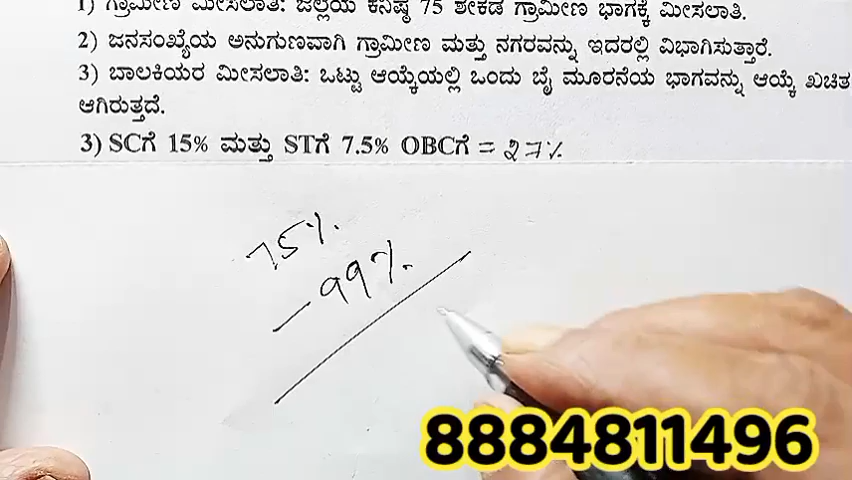 1) ಗ್ರಾಮೀಣ ಮೀಸಲಾತಿ: ಜಿಲ್ಲೆಯ ಕನಿಷ್ಠ 75 ಶೇಕಡ ಗ್ರಾಮೀಣ ಭಾಗಕ್ಕೆ ಮೀಸಲಾತಿ.
2) ಜನಸಂಖ್ಯೆಯ ಅನುಗುಣವಾಗಿ ಗ್ರಾಮೀಣ ಮತ್ತು ನಗರವನ್ನು ಇದರಲ್ಲಿ ವಿಭಾಗಿಸುತ್ತಾರೆ.
3) ಬಾಲಕಿಯರ ಮೀಸಲಾತಿ: ಒಟ್ಟು ಆಯ್ಕೆಯಲ್ಲಿ ಒಂದು ಬೈ ಮೂರನೆಯ ಭಾಗವನ್ನು ಆಯ್ಕೆ ಖಚಿತ
ಆಗಿರುತ್ತದೆ.
3) SCಗೆ 15% ಮತ್ತು STಗೆ 7.5% OBCಗೆ = 27%
75%.
– 99%.
8884811496